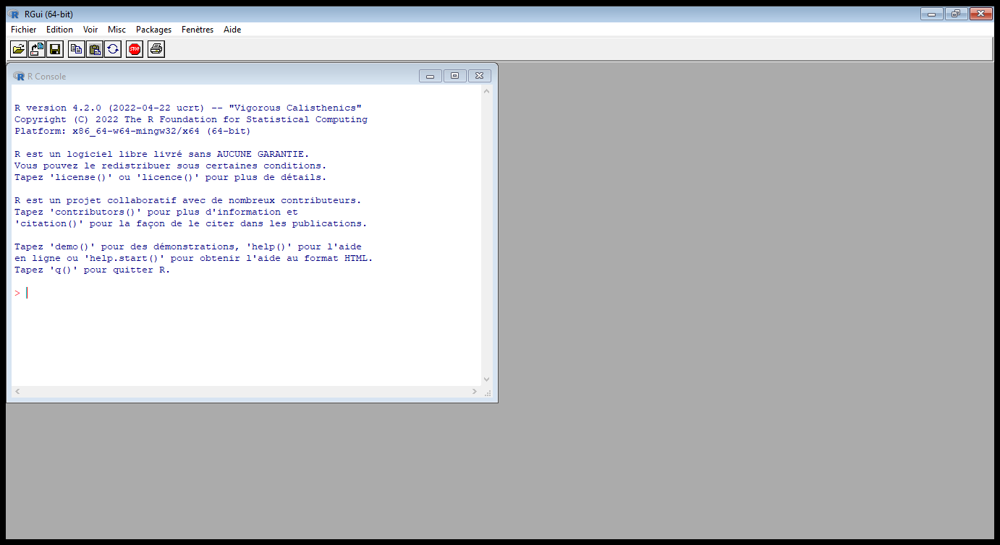 RGui (64-bit)
Fichier Edition Voir Misc Packages Fenètres Aide
STOP
R Console
R version 4.2.0 (2022-04-22 ucrt) -- "Vigorous Calisthenics"
Copyright (C) 2022 The R Foundation for Statistical Computing
Platform: x86_64-w64-mingw32/x64 (64-bit)
R est un logiciel libre livré sans AUCUNE GARANTIE.
Vous pouvez le redistribuer sous certaines conditions.
Tapez 'license()' ou 'licence()' pour plus de détails.
R est un projet collaboratif avec de nombreux contributeurs.
Tapez 'contributors()' pour plus d'information et
'citation()' pour la façon de le citer dans les publications.
Tapez 'demo()' pour des démonstrations, 'help()' pour l'aide
en ligne ou 'help.start()' pour obtenir l'aide au format HTML.
Tapez 'q()' pour quitter R.
>